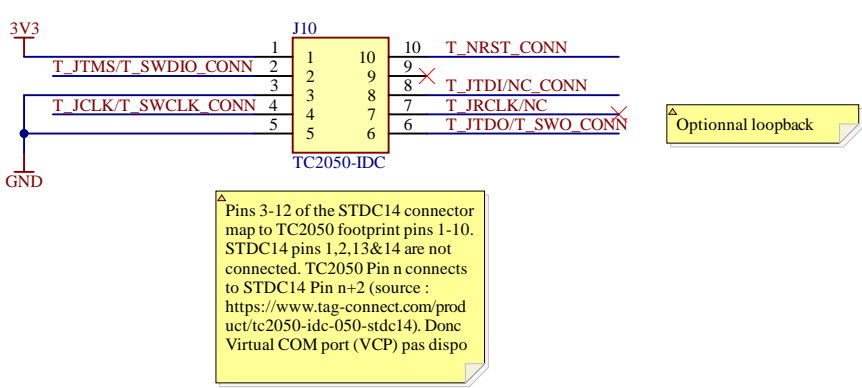 3V3
J10
1 1 10 10 T_NRST_CONN
T_JTMS/T_SWDIO_CONN 2 2 9 9
3 3 8 8 T_JTDI/NC_CONN
T_JCLK/T_SWCLK_CONN 4 4 7 7 T_JRCLK/NC
5 5 6 6 T_JTDO/T_SWO_CONN
TC2050-IDC
GND
Optionnal loopback
Pins 3-12 of the STDC14 connector
map to TC2050 footprint pins 1-10.
STDC14 pins 1,2,13&14 are not
connected. TC2050 Pin n connects
to STDC14 Pin n+2 (source :
https://www.tag-connect.com/prod
uct/tc2050-idc-050-stdc14). Donc
Virtual COM port (VCP) pas dispo